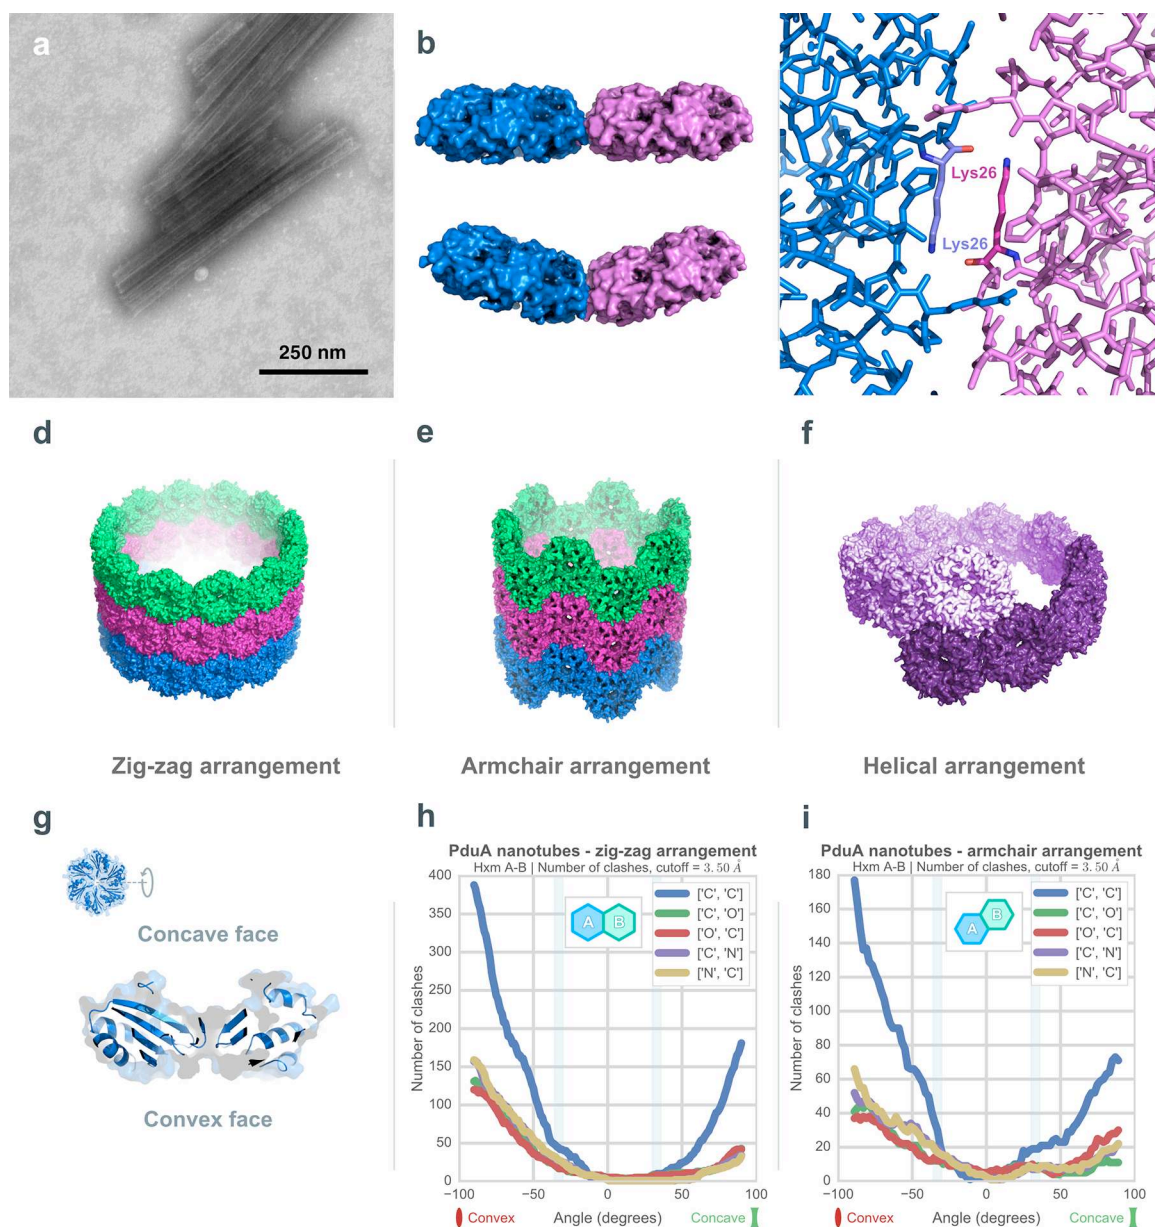 a
250 nm
b
c
Lys26
Lys26
d
e
f
Zig-zag arrangement
Armchair arrangement
Helical arrangement
g
Concave face
Convex face
h
PduA nanotubes - zig-zag arrangement
Hxm A-B | Number of clashes, cutoff = 3.50 Å
400
350
300
250
200
150
100
50
0
Number of clashes
A B
['C', 'C']
['C', 'O']
['O', 'C']
['C', 'N']
['N', 'C']
−100 −50 0 50 100
Convex Angle (degrees) Concave
i
PduA nanotubes - armchair arrangement
Hxm A-B | Number of clashes, cutoff = 3.50 Å
180
160
140
120
100
80
60
40
20
0
Number of clashes
A B
['C', 'C']
['C', 'O']
['O', 'C']
['C', 'N']
['N', 'C']
−100 −50 0 50 100
Convex Angle (degrees) Concave